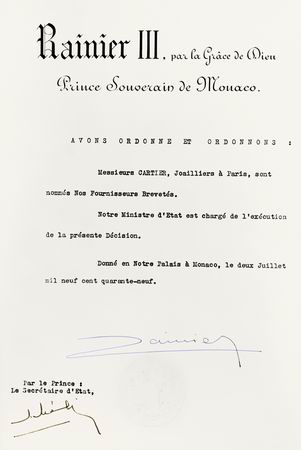 Rainier III, par la Grâce de Dieu
Prince Souverain de Monaco.
AVONS ORDONNE ET ORDONNONS :
Messieurs CARTIER, Joailliers à Paris, sont
nommés Nos Fournisseurs Brevetés.
Notre Ministre d'Etat est chargé de l'exécution
de la présente Décision.
Donné en Notre Palais à Monaco, le deux Juillet
mil neuf cent quarante-neuf.
Rainier
Par le Prince :
Le Secrétaire d'Etat,